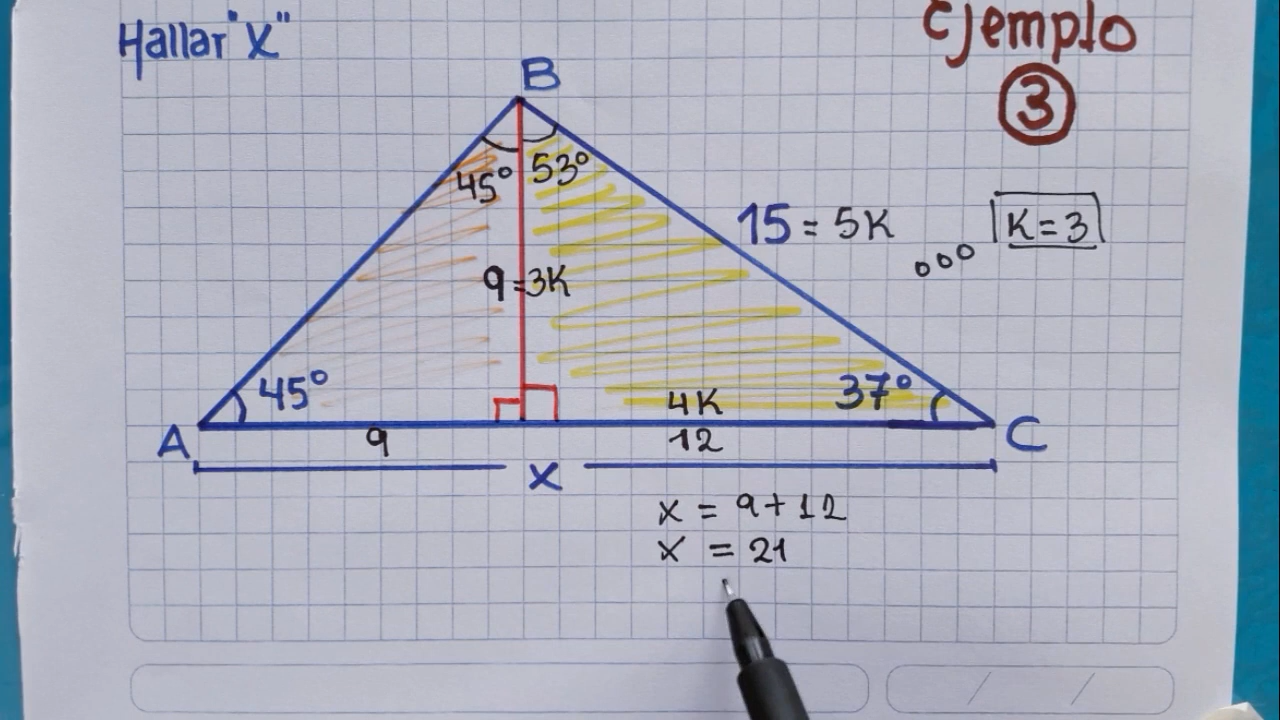 Hallar "X"
Ejemplo
3
B
45°
53°
15 = 5K
K = 3
9 = 3K
45°
37°
4K
A
9
12
C
X
x = 9 + 12
x = 21